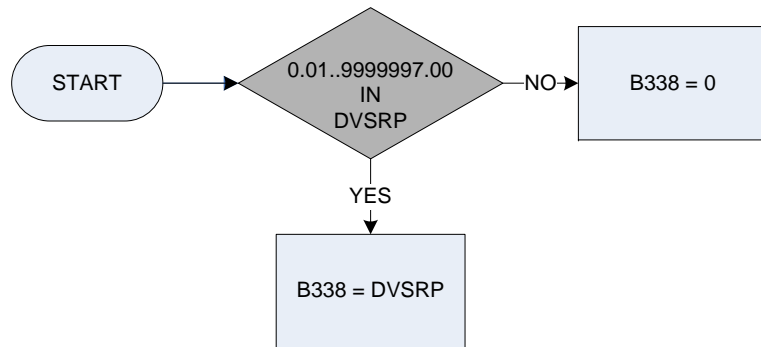 START
0.01..9999997.00
IN
DVSRP
NO
B338 = 0
YES
B338 = DVSRP